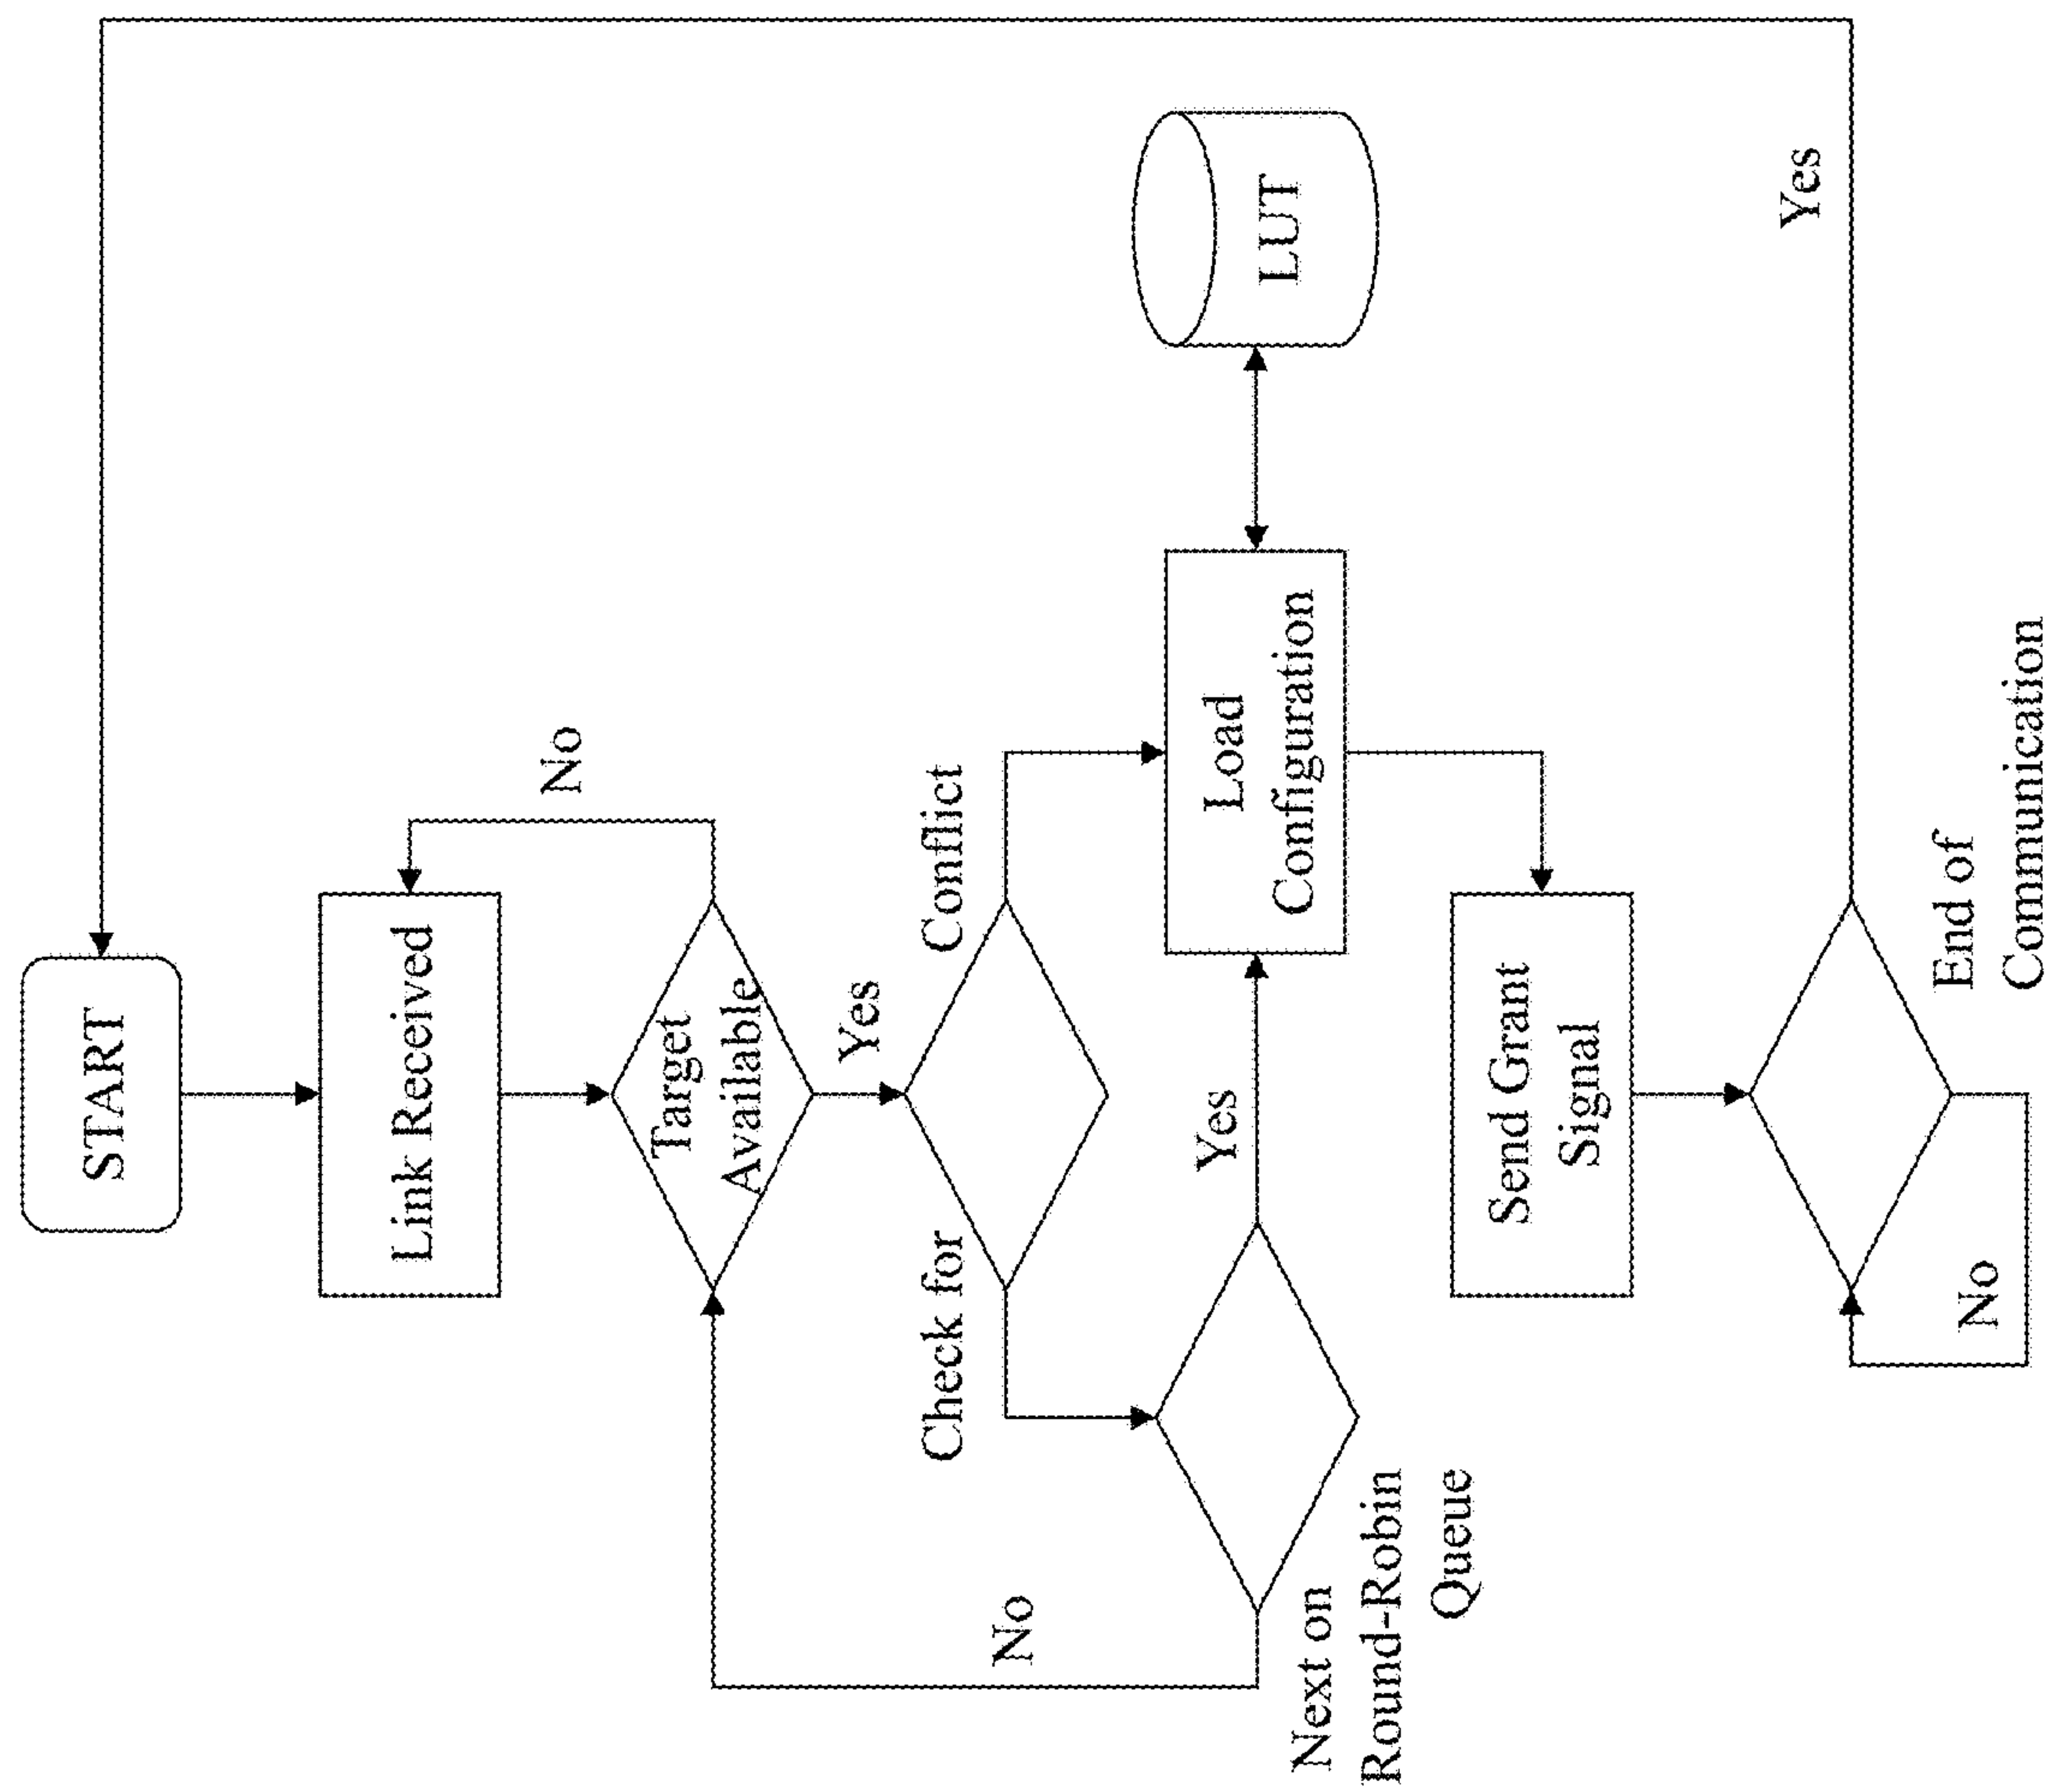 START
Link Received
No
Target
Available
Yes
Check for
Conflict
No
Yes
Next on
Round-Robin
Queue
Load
Configuration
LUT
Send Grant
Signal
No
End of
Communication
Yes